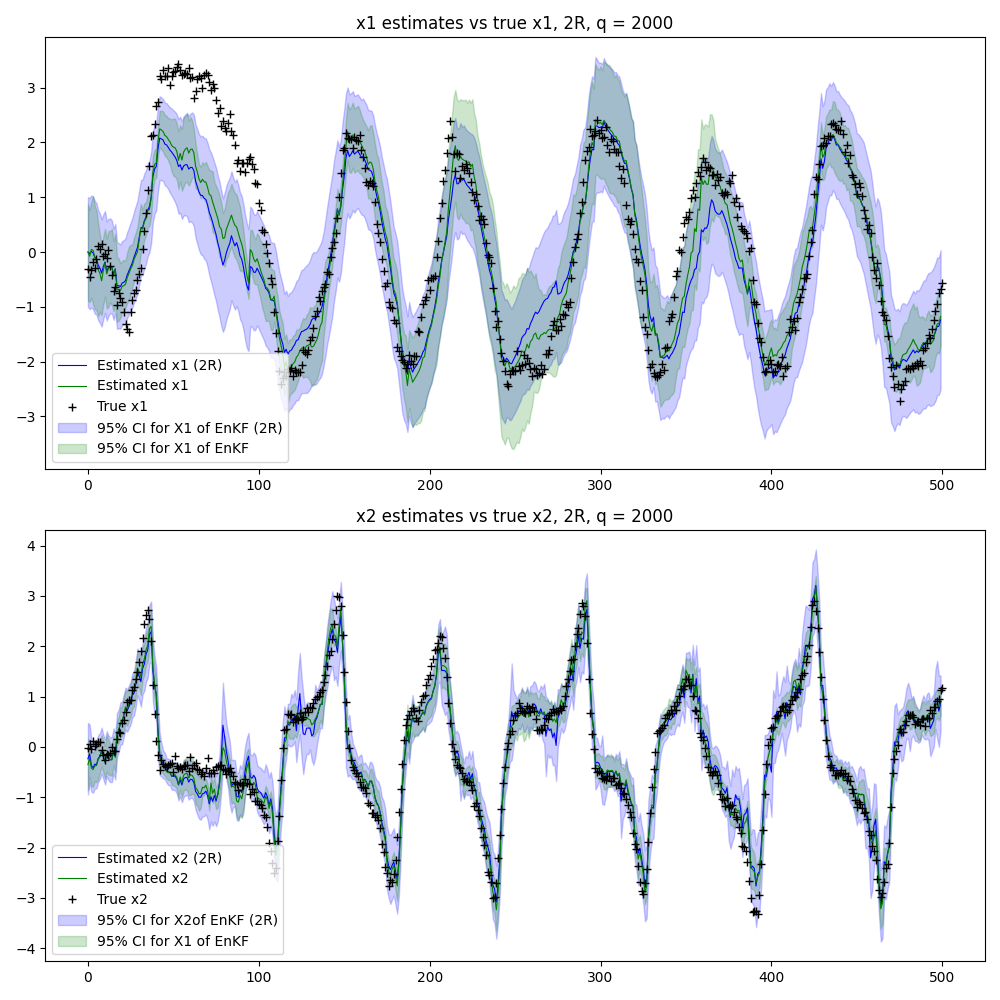 x1 estimates vs true x1, 2R, q = 2000
3
2
1
0
−1
−2
−3
Estimated x1 (2R)
Estimated x1
True x1
95% CI for X1 of EnKF (2R)
95% CI for X1 of EnKF
0 100 200 300 400 500
x2 estimates vs true x2, 2R, q = 2000
4
3
2
1
0
−1
−2
−3
−4
Estimated x2 (2R)
Estimated x2
True x2
95% CI for X2of EnKF (2R)
95% CI for X1 of EnKF
0 100 200 300 400 500